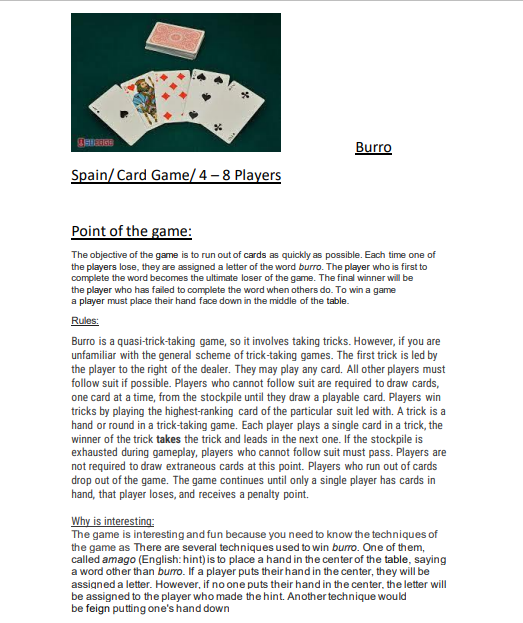 Burro
Spain/ Card Game/ 4 – 8 Players
Point of the game:
The objective of the game is to run out of cards as quickly as possible. Each time one of
the players lose, they are assigned a letter of the word burro. The player who is first to
complete the word becomes the ultimate loser of the game. The final winner will be
the player who has failed to complete the word when others do. To win a game
a player must place their hand face down in the middle of the table.
Rules:
Burro is a quasi-trick-taking game, so it involves taking tricks. However, if you are
unfamiliar with the general scheme of trick-taking games. The first trick is led by
the player to the right of the dealer. They may play any card. All other players must
follow suit if possible. Players who cannot follow suit are required to draw cards,
one card at a time, from the stockpile until they draw a playable card. Players win
tricks by playing the highest-ranking card of the particular suit led with. A trick is a
hand or round in a trick-taking game. Each player plays a single card in a trick, the
winner of the trick takes the trick and leads in the next one. If the stockpile is
exhausted during gameplay, players who cannot follow suit must pass. Players are
not required to draw extraneous cards at this point. Players who run out of cards
drop out of the game. The game continues until only a single player has cards in
hand, that player loses, and receives a penalty point.
Why is interesting:
The game is interesting and fun because you need to know the techniques of
the game as There are several techniques used to win burro. One of them,
called amago (English: hint) is to place a hand in the center of the table, saying
a word other than burro. If a player puts their hand in the center, they will be
assigned a letter. However, if no one puts their hand in the center, the letter will
be assigned to the player who made the hint. Another technique would
be feign putting one's hand down